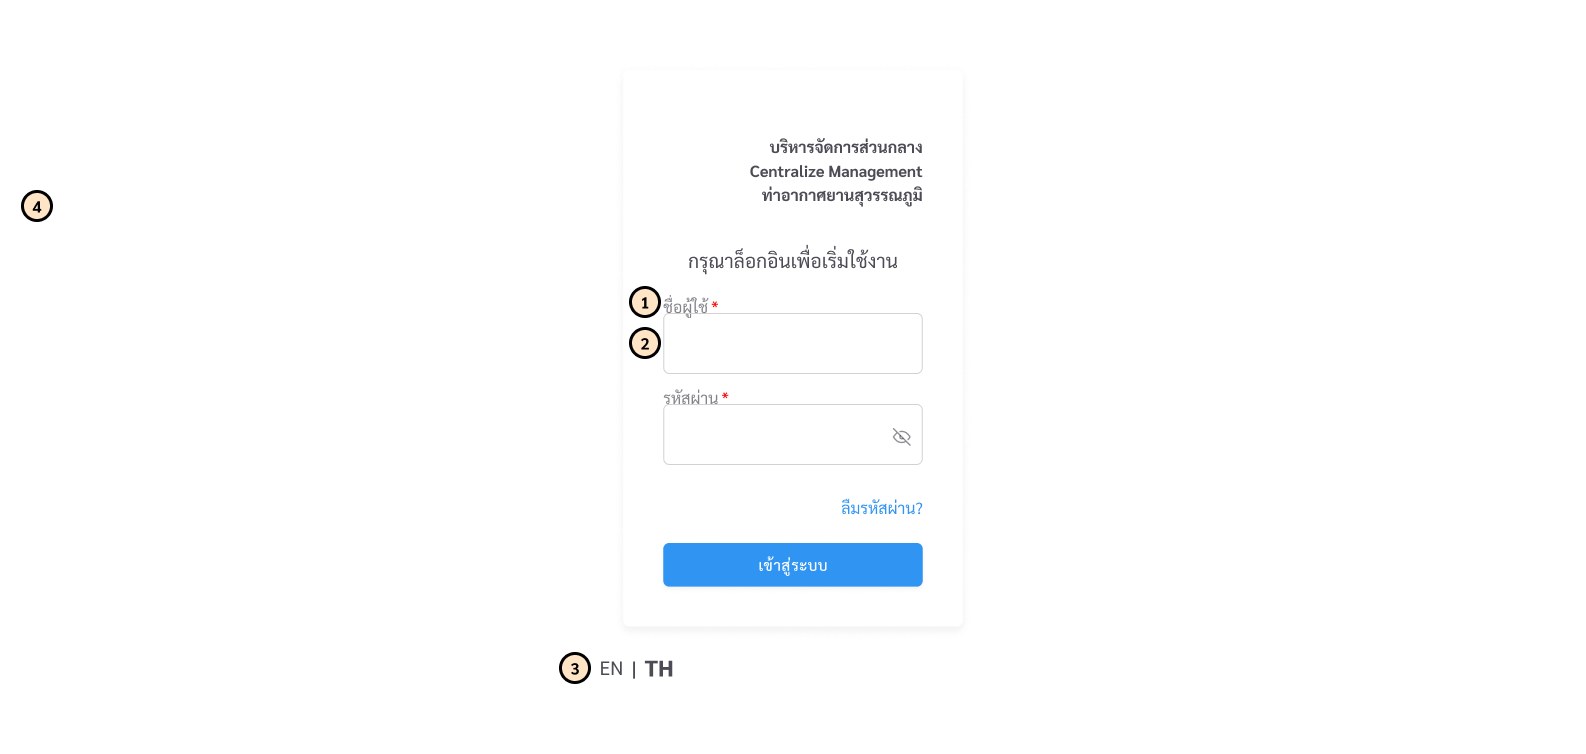 บริหารจัดการส่วนกลาง
Centralize Management
ท่าอากาศยานสุวรรณภูมิ
4
กรุณาล็อกอินเพื่อเริ่มใช้งาน
1 ชื่อผู้ใช้ *
2
รหัสผ่าน *
ลืมรหัสผ่าน?
เข้าสู่ระบบ
3 EN | TH